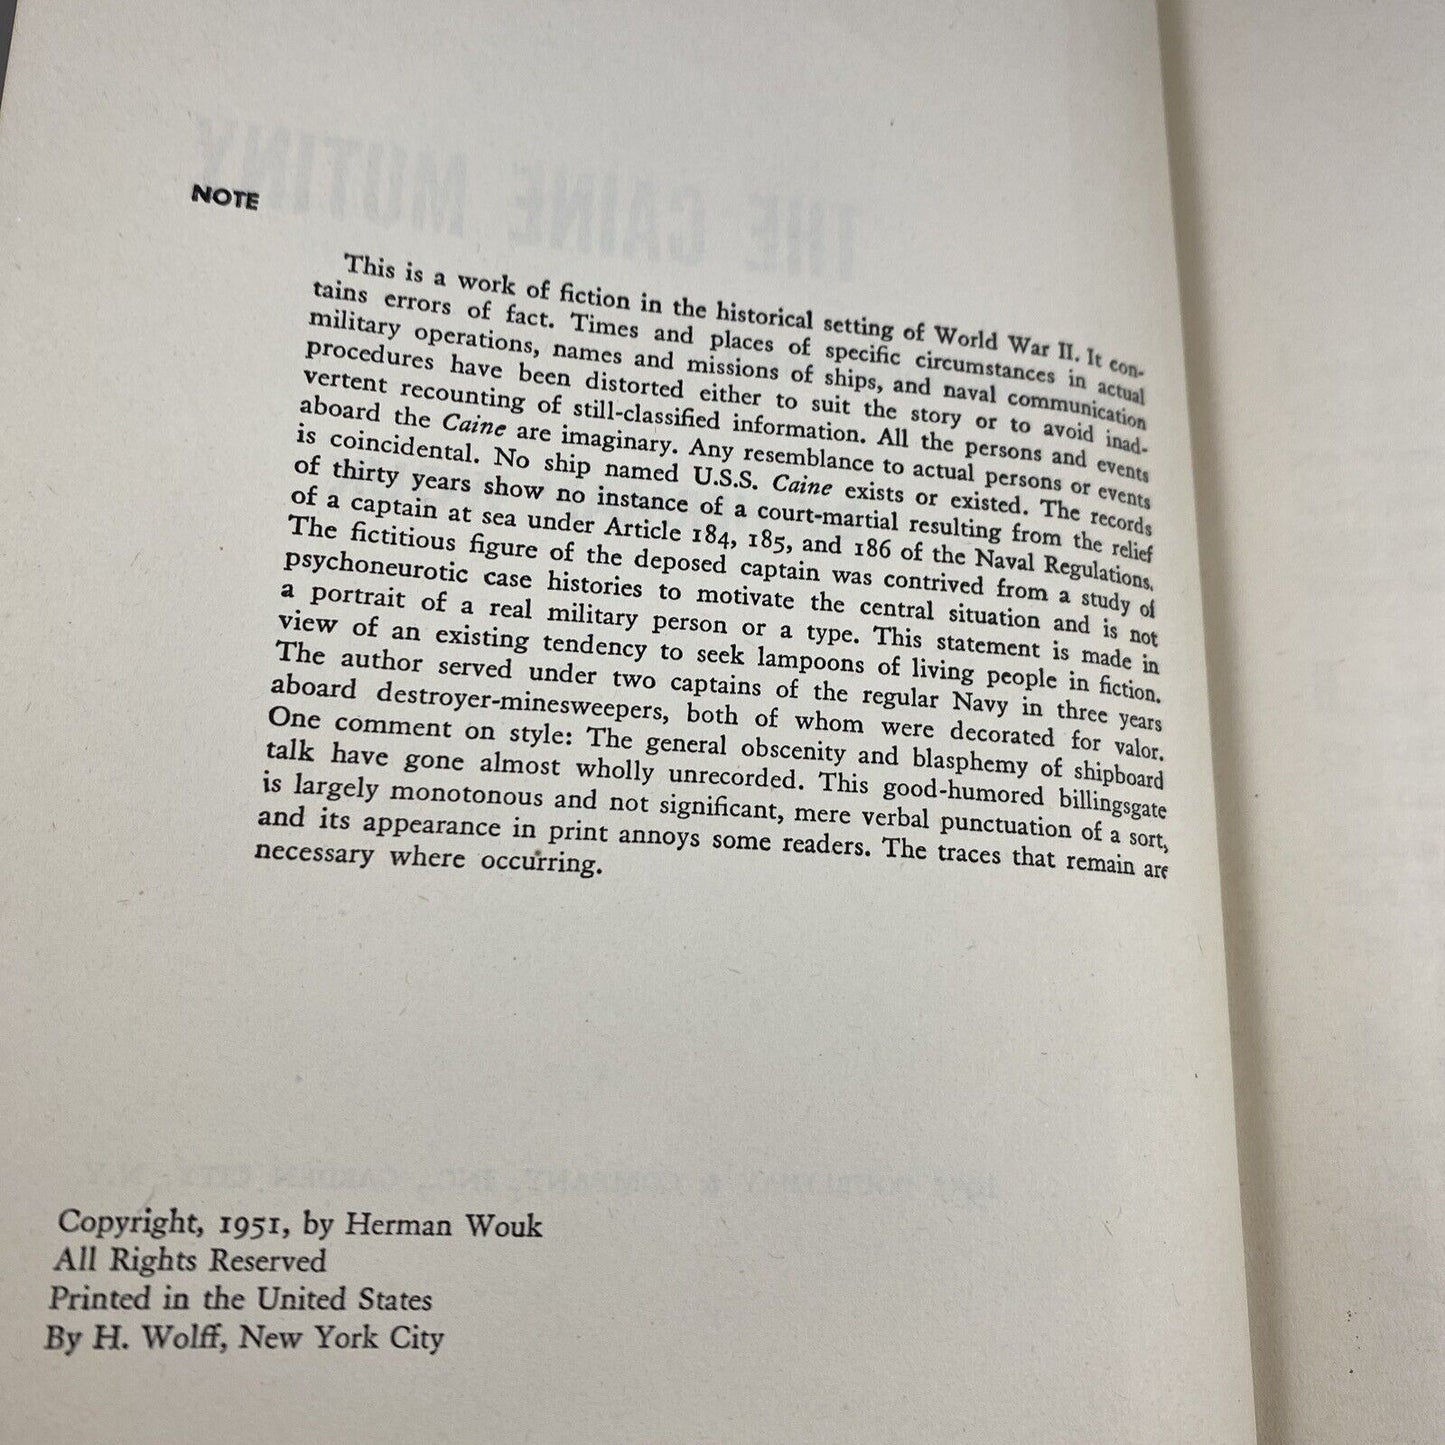 NOTE
This is a work of fiction in the historical setting of World War II. It con-
tains errors of fact. Times and places of specific circumstances in actual
military operations, names and missions of ships, and naval communication
procedures have been distorted either to suit the story or to avoid inad-
vertent recounting of still-classified information. All the persons and events
aboard the Caine are imaginary. Any resemblance to actual persons or events
is coincidental. No ship named U.S.S. Caine exists or existed. The records
of thirty years show no instance of a court-martial resulting from the relief
of a captain at sea under Article 184, 185, and 186 of the Naval Regulations.
The fictitious figure of the deposed captain was contrived from a study of
psychoneurotic case histories to motivate the central situation and is not
a portrait of a real military person or a type. This statement is made in
view of an existing tendency to seek lampoons of living people in fiction.
The author served under two captains of the regular Navy in three years
aboard destroyer-minesweepers, both of whom were decorated for valor.
One comment on style: The general obscenity and blasphemy of shipboard
talk have gone almost wholly unrecorded. This good-humored billingsgate
is largely monotonous and not significant, mere verbal punctuation of a sort,
and its appearance in print annoys some readers. The traces that remain are
necessary where occurring.
Copyright, 1951, by Herman Wouk
All Rights Reserved
Printed in the United States
By H. Wolff, New York City